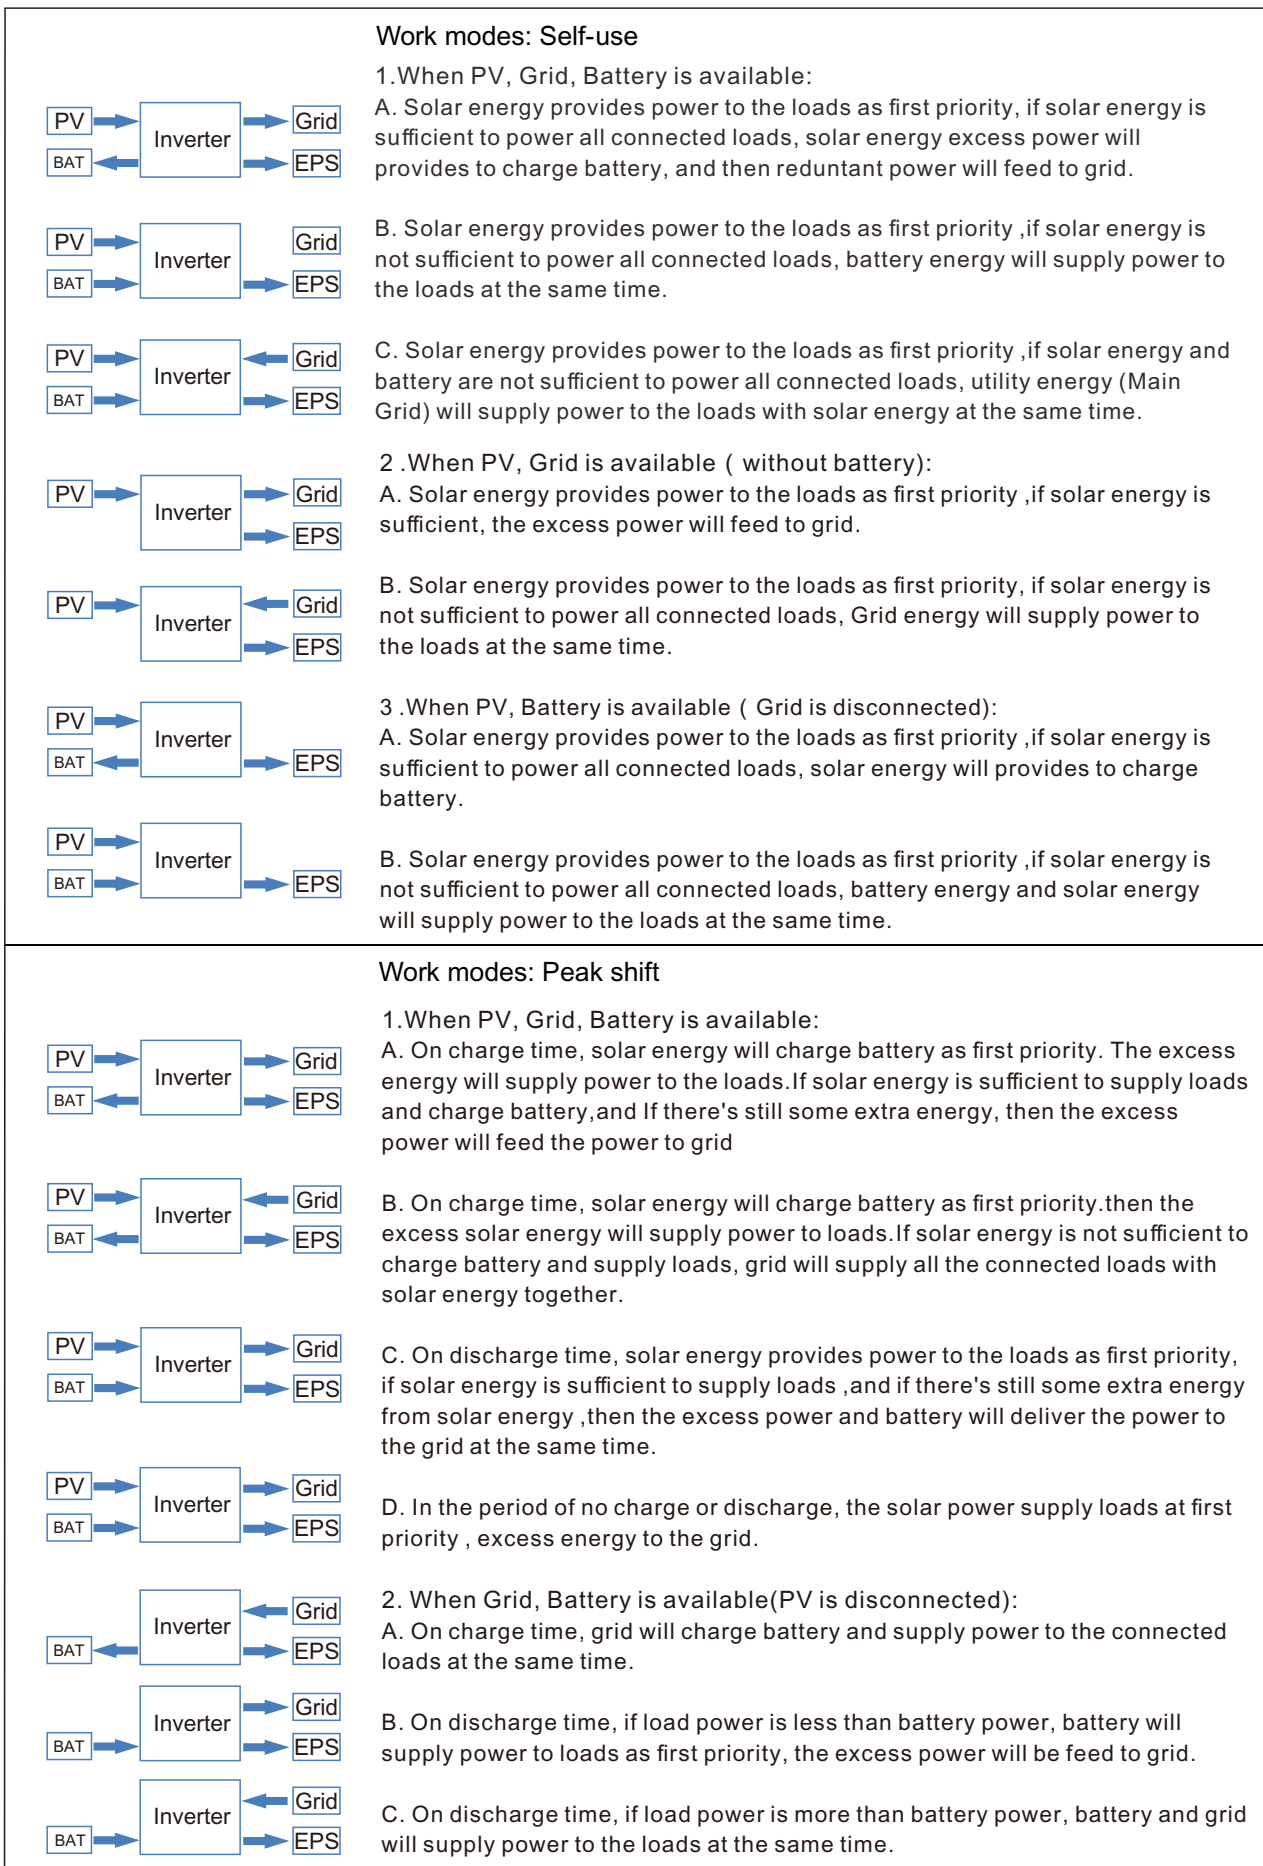 Work modes: Self-use
1.When PV, Grid, Battery is available:
PV
Inverter
Grid
BAT
EPS
A. Solar energy provides power to the loads as first priority, if solar energy is
sufficient to power all connected loads, solar energy excess power will
provides to charge battery, and then reduntant power will feed to grid.
PV
Inverter
Grid
BAT
EPS
B. Solar energy provides power to the loads as first priority ,if solar energy is
not sufficient to power all connected loads, battery energy will supply power to
the loads at the same time.
PV
Inverter
Grid
BAT
EPS
C. Solar energy provides power to the loads as first priority ,if solar energy and
battery are not sufficient to power all connected loads, utility energy (Main
Grid) will supply power to the loads with solar energy at the same time.
2 .When PV, Grid is available ( without battery):
PV
Inverter
Grid
EPS
A. Solar energy provides power to the loads as first priority ,if solar energy is
sufficient, the excess power will feed to grid.
PV
Inverter
Grid
EPS
B. Solar energy provides power to the loads as first priority, if solar energy is
not sufficient to power all connected loads, Grid energy will supply power to
the loads at the same time.
3 .When PV, Battery is available ( Grid is disconnected):
PV
Inverter
BAT
EPS
A. Solar energy provides power to the loads as first priority ,if solar energy is
sufficient to power all connected loads, solar energy will provides to charge
battery.
PV
Inverter
BAT
EPS
B. Solar energy provides power to the loads as first priority ,if solar energy is
not sufficient to power all connected loads, battery energy and solar energy
will supply power to the loads at the same time.
Work modes: Peak shift
1.When PV, Grid, Battery is available:
PV
Inverter
Grid
BAT
EPS
A. On charge time, solar energy will charge battery as first priority. The excess
energy will supply power to the loads.If solar energy is sufficient to supply loads
and charge battery,and If there's still some extra energy, then the excess
power will feed the power to grid
PV
Inverter
Grid
BAT
EPS
B. On charge time, solar energy will charge battery as first priority.then the
excess solar energy will supply power to loads.If solar energy is not sufficient to
charge battery and supply loads, grid will supply all the connected loads with
solar energy together.
PV
Inverter
Grid
BAT
EPS
C. On discharge time, solar energy provides power to the loads as first priority,
if solar energy is sufficient to supply loads ,and if there's still some extra energy
from solar energy ,then the excess power and battery will deliver the power to
the grid at the same time.
PV
Inverter
Grid
BAT
EPS
D. In the period of no charge or discharge, the solar power supply loads at first
priority , excess energy to the grid.
2. When Grid, Battery is available(PV is disconnected):
Inverter
Grid
BAT
EPS
A. On charge time, grid will charge battery and supply power to the connected
loads at the same time.
Inverter
Grid
BAT
EPS
B. On discharge time, if load power is less than battery power, battery will
supply power to loads as first priority, the excess power will be feed to grid.
Inverter
Grid
BAT
EPS
C. On discharge time, if load power is more than battery power, battery and grid
will supply power to the loads at the same time.